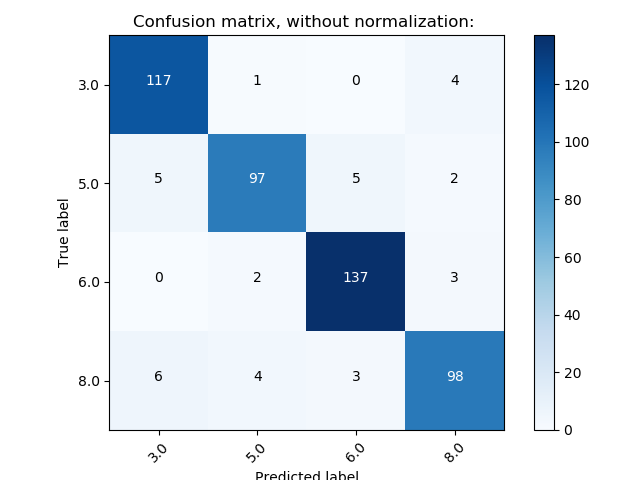 Confusion matrix, without normalization:
3.0 117 1 0 4
5.0 5 97 5 2
6.0 0 2 137 3
8.0 6 4 3 98
3.0 5.0 6.0 8.0
True label
Predicted label
120
100
80
60
40
20
0